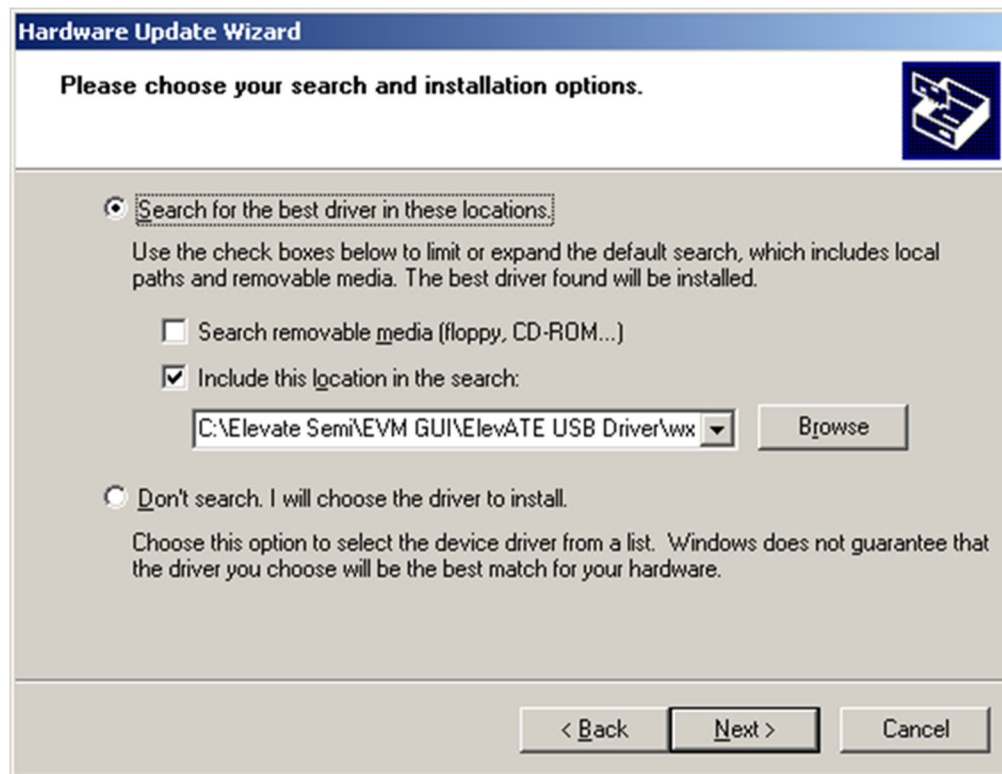 Hardware Update Wizard
Please choose your search and installation options.
Search for the best driver in these locations.
Use the check boxes below to limit or expand the default search, which includes local
paths and removable media. The best driver found will be installed.
Search removable media (floppy, CD-ROM...)
Include this location in the search:
C:\Elevate Semi\EVM GUI\ElevATE USB Driver\wx
Browse
Don't search. I will choose the driver to install.
Choose this option to select the device driver from a list. Windows does not guarantee that
the driver you choose will be the best match for your hardware.
< Back
Next >
Cancel